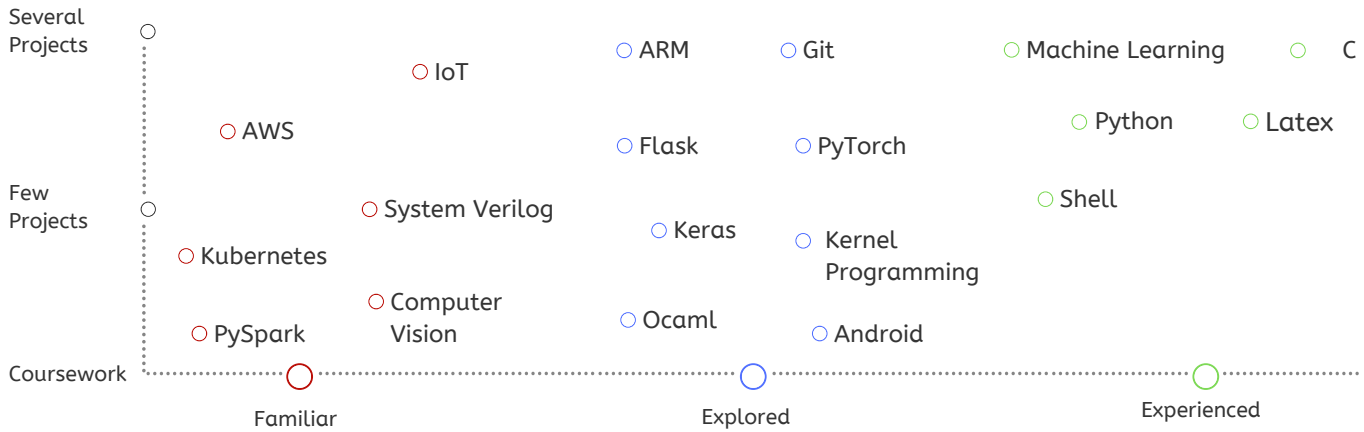 Several
Projects
ARM
Git
Machine Learning
C
IoT
AWS
Python
Latex
Flask
PyTorch
Few
Projects
System Verilog
Shell
Keras
Kernel
Programming
Kubernetes
Computer
Vision
Ocaml
PySpark
Android
Coursework
Familiar
Explored
Experienced